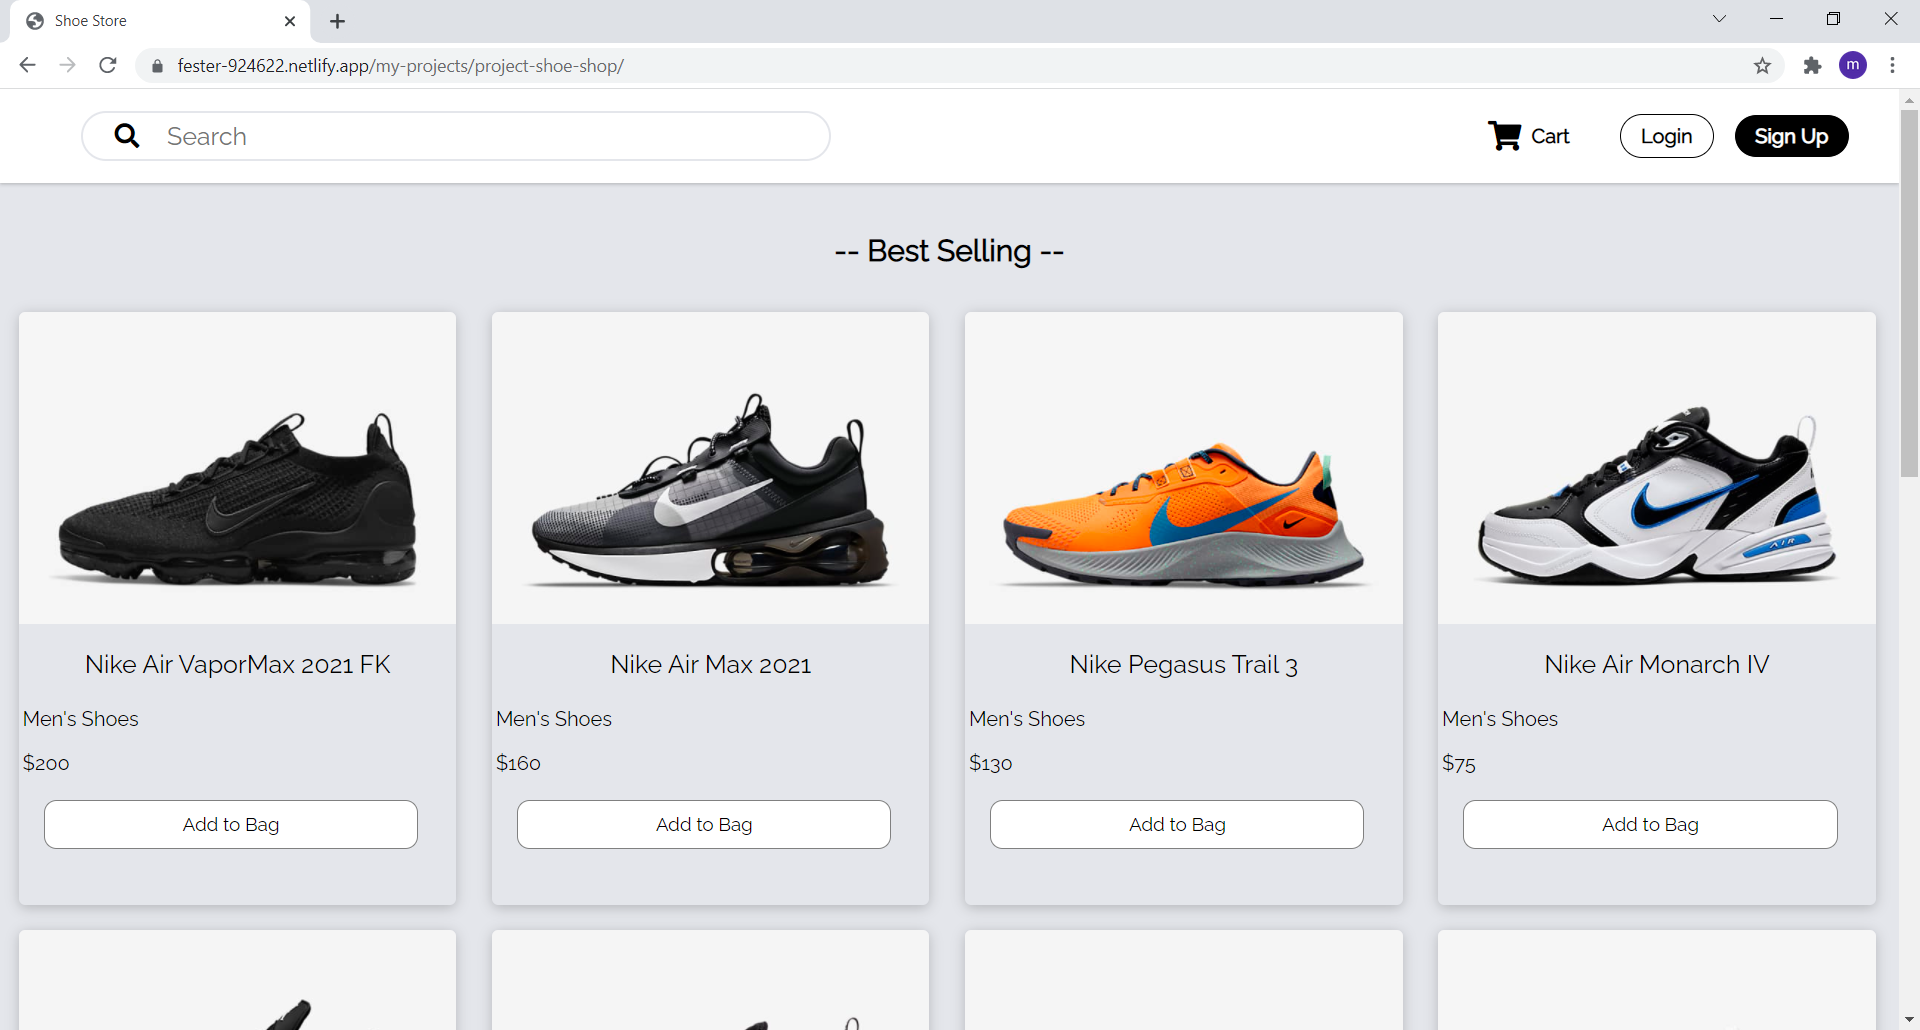 Shoe Store
fester-924622.netlify.app/my-projects/project-shoe-shop/
m
Search
Cart
Login
Sign Up
-- Best Selling --
AIR
Nike Air VaporMax 2021 FK
Men's Shoes
$200
Add to Bag
Nike Air Max 2021
Men's Shoes
$160
Add to Bag
Nike Pegasus Trail 3
Men's Shoes
$130
Add to Bag
Nike Air Monarch IV
Men's Shoes
$75
Add to Bag